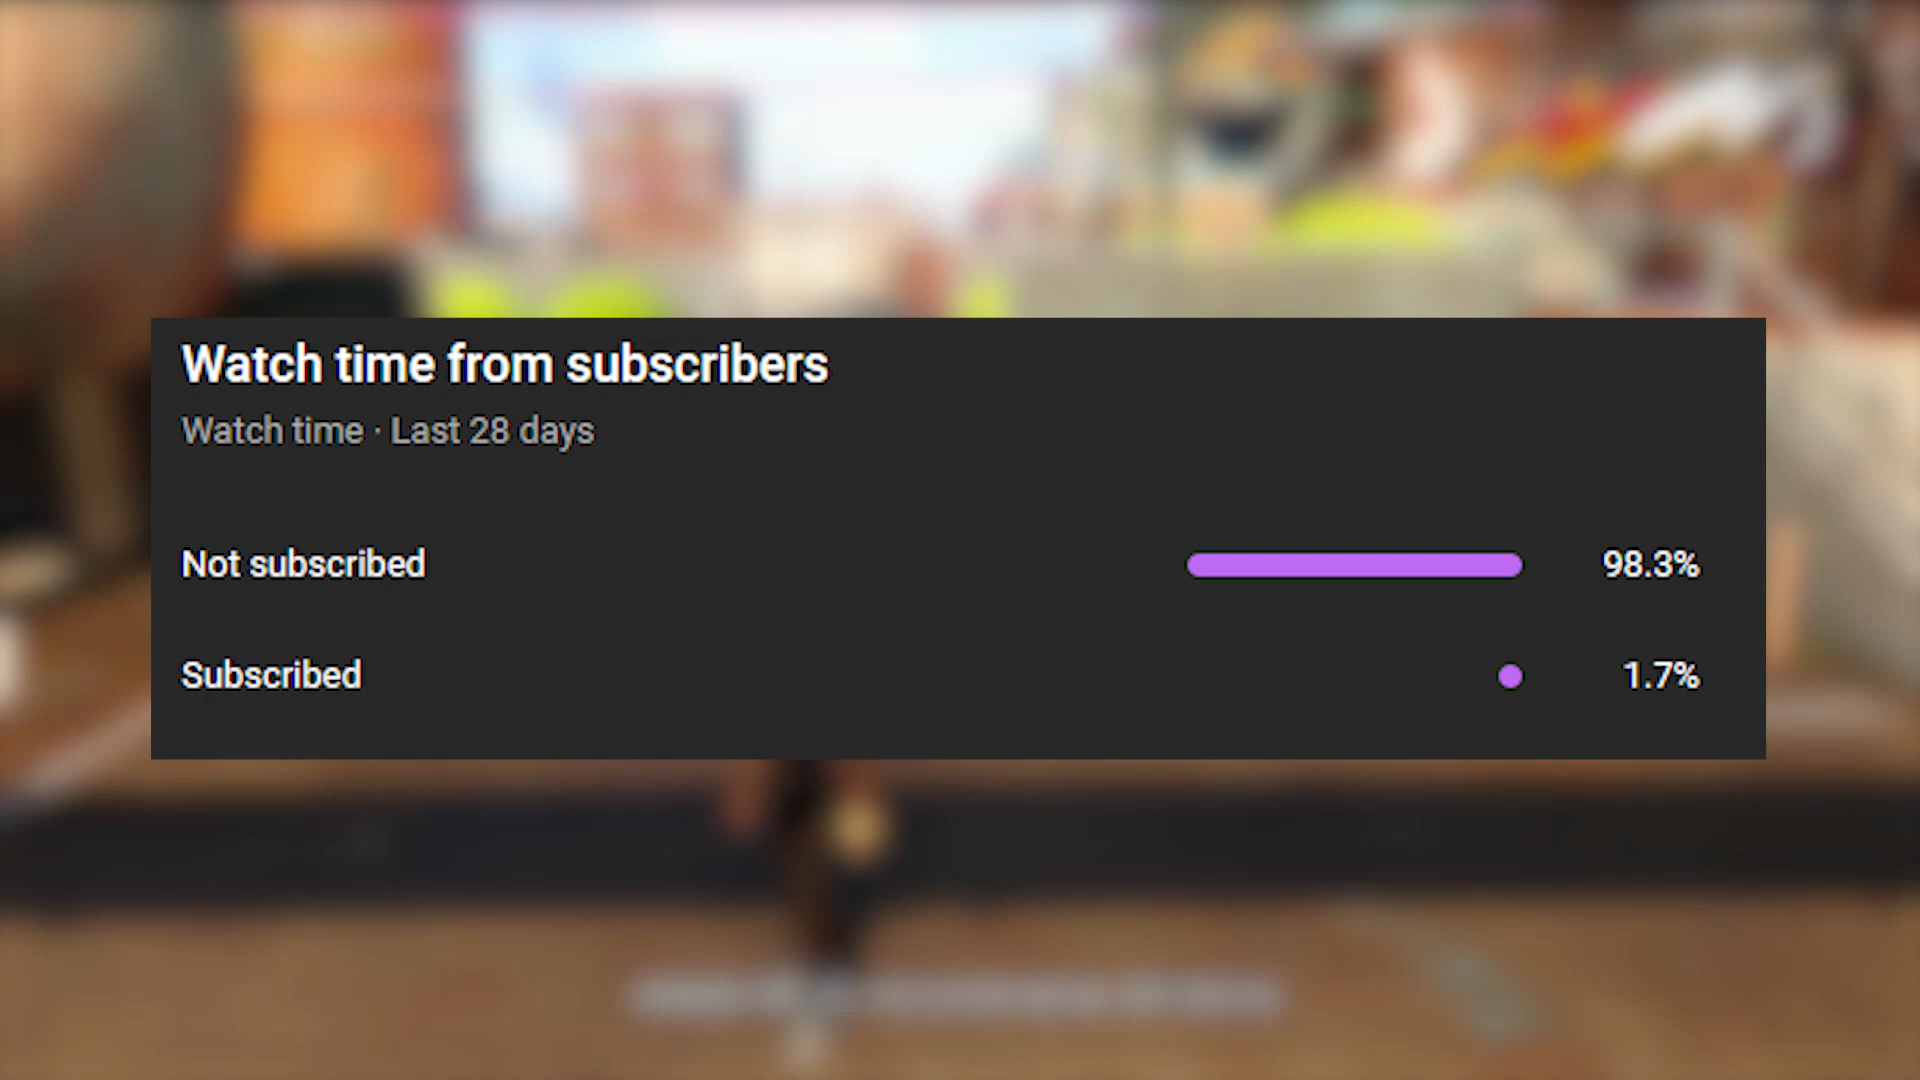 Watch time from subscribers
Watch time · Last 28 days
Not subscribed 98.3%
Subscribed 1.7%